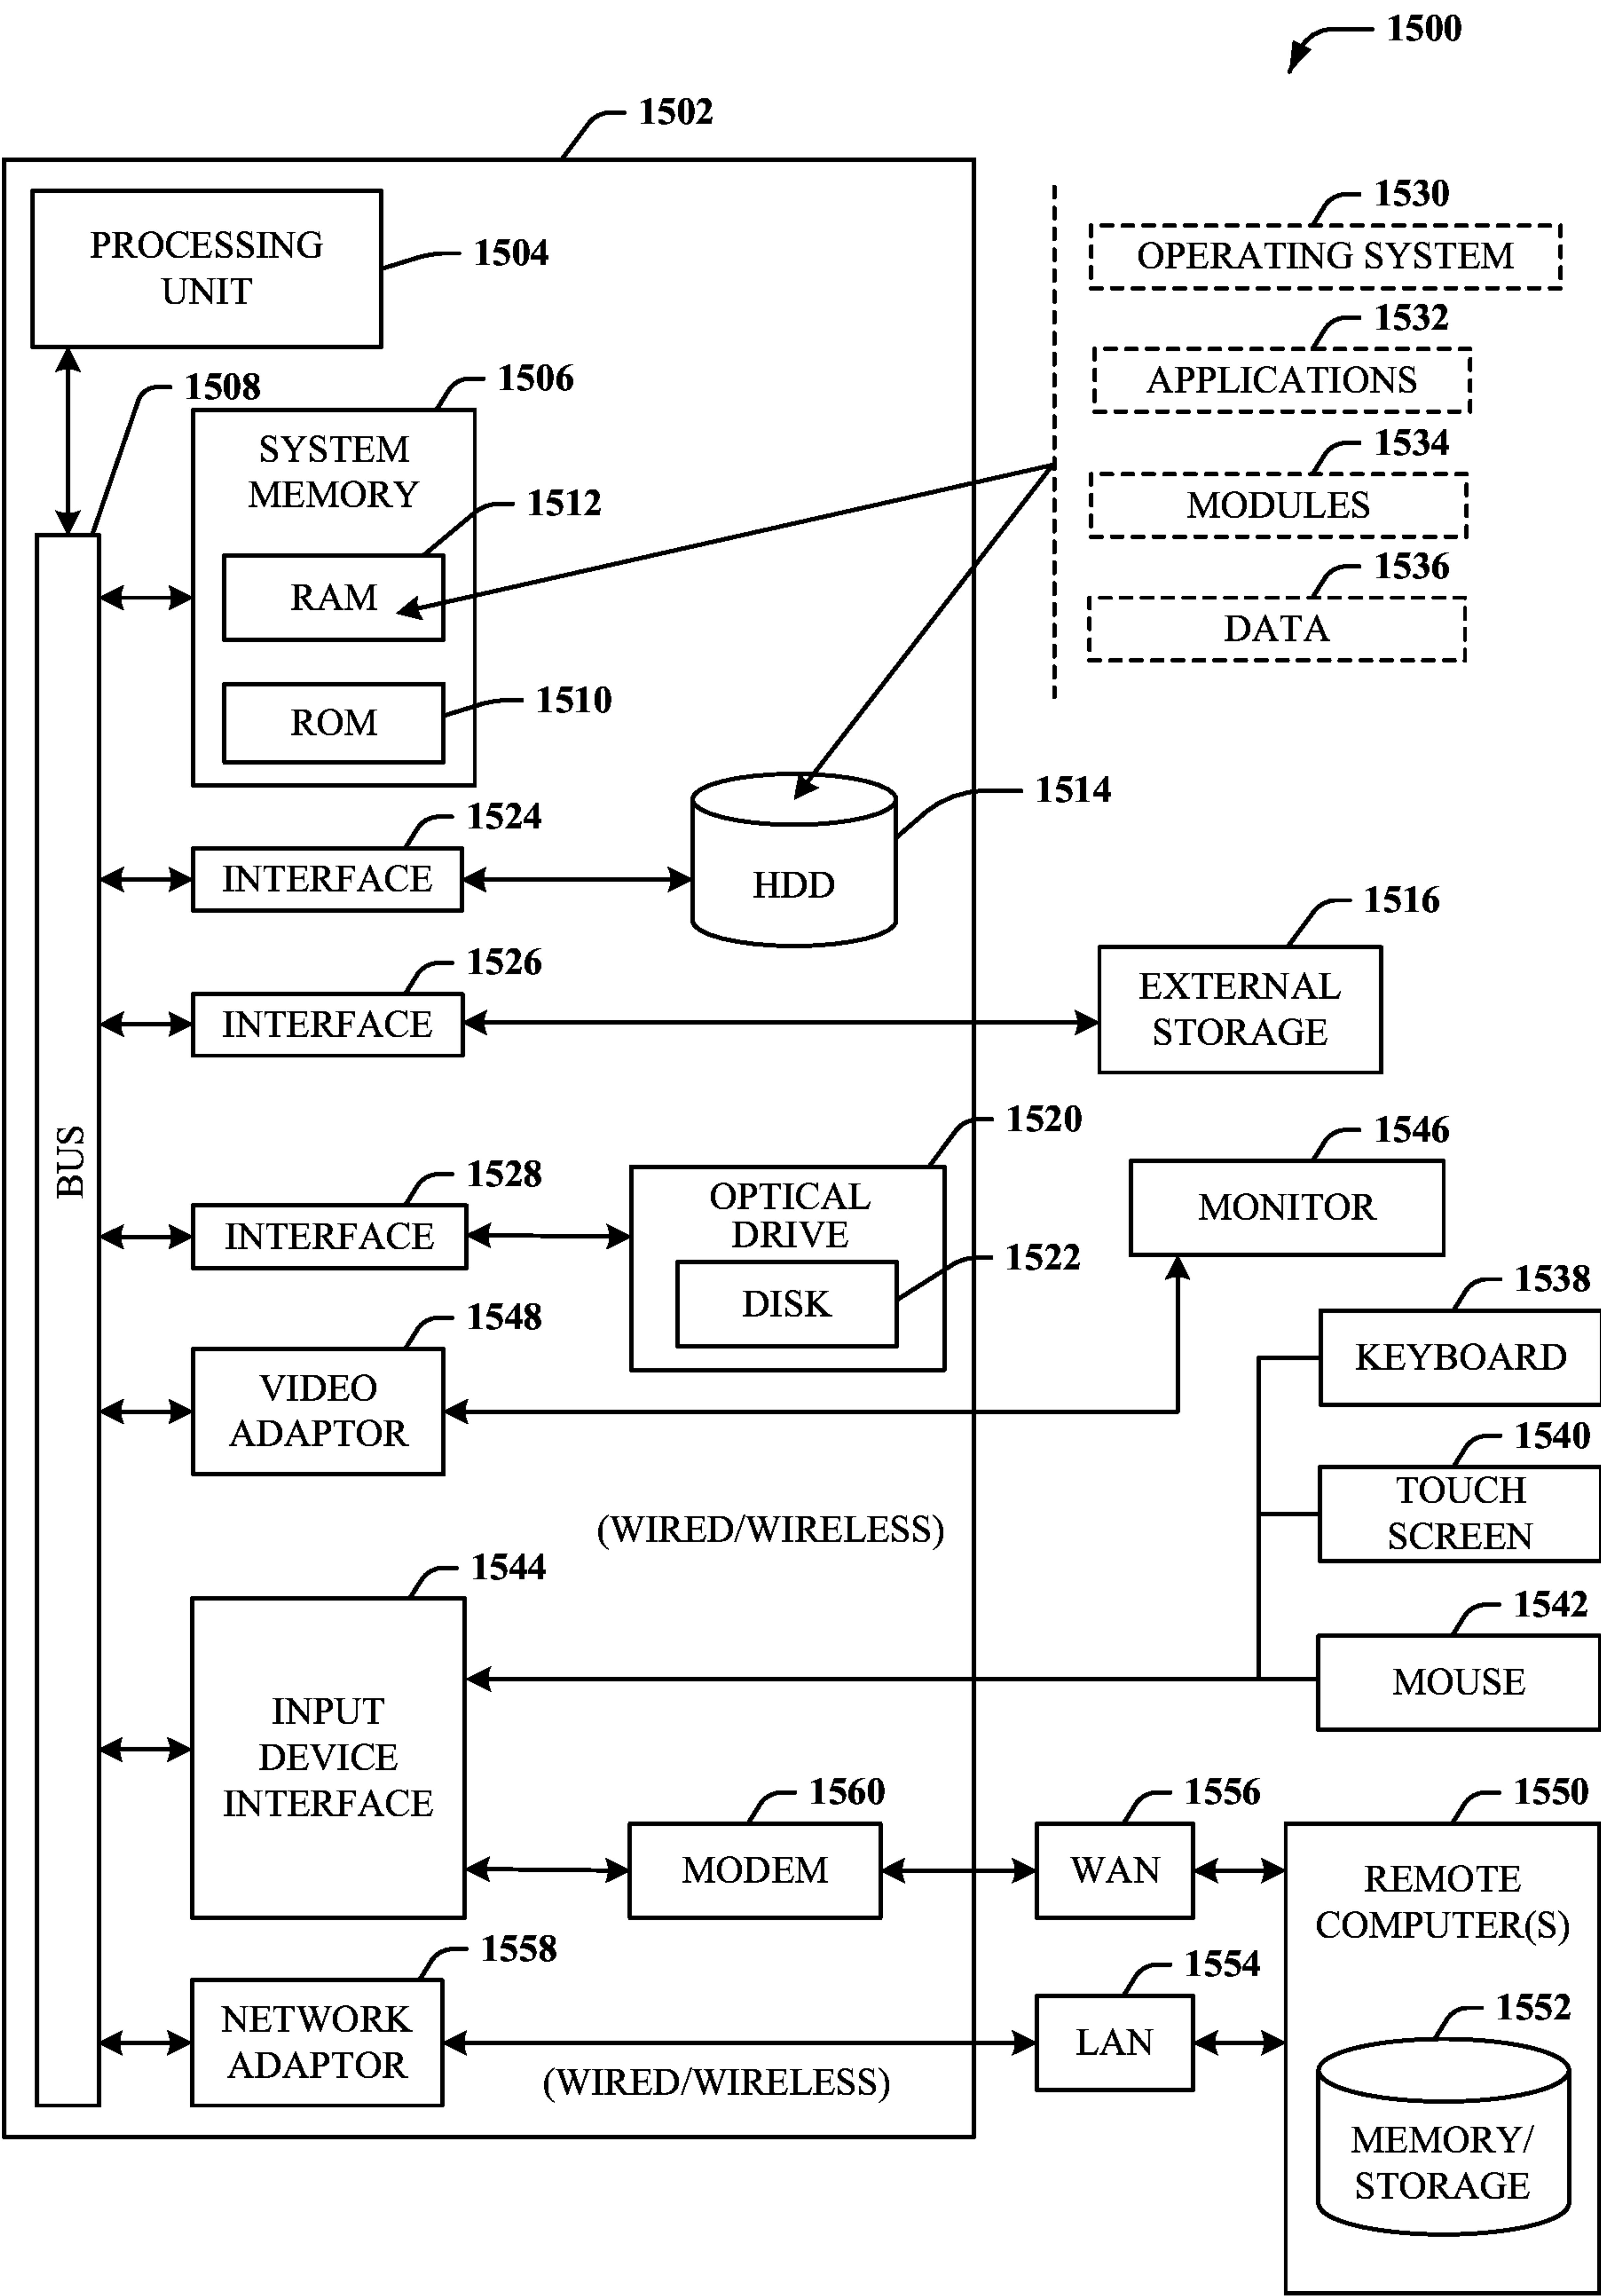 1500
1502
PROCESSING
UNIT
1504
1530
OPERATING SYSTEM
1532
APPLICATIONS
1534
MODULES
1536
DATA
1508
1506
SYSTEM
MEMORY
1512
RAM
1510
ROM
1514
HDD
1524
INTERFACE
1516
EXTERNAL
STORAGE
1526
INTERFACE
BUS
1520
OPTICAL
DRIVE
1522
DISK
1528
INTERFACE
1546
MONITOR
1548
VIDEO
ADAPTOR
1538
KEYBOARD
1540
TOUCH
SCREEN
(WIRED/WIRELESS)
1544
INPUT
DEVICE
INTERFACE
1542
MOUSE
1560
MODEM
1556
WAN
1550
REMOTE
COMPUTER(S)
1558
NETWORK
ADAPTOR
(WIRED/WIRELESS)
1554
LAN
1552
MEMORY/
STORAGE